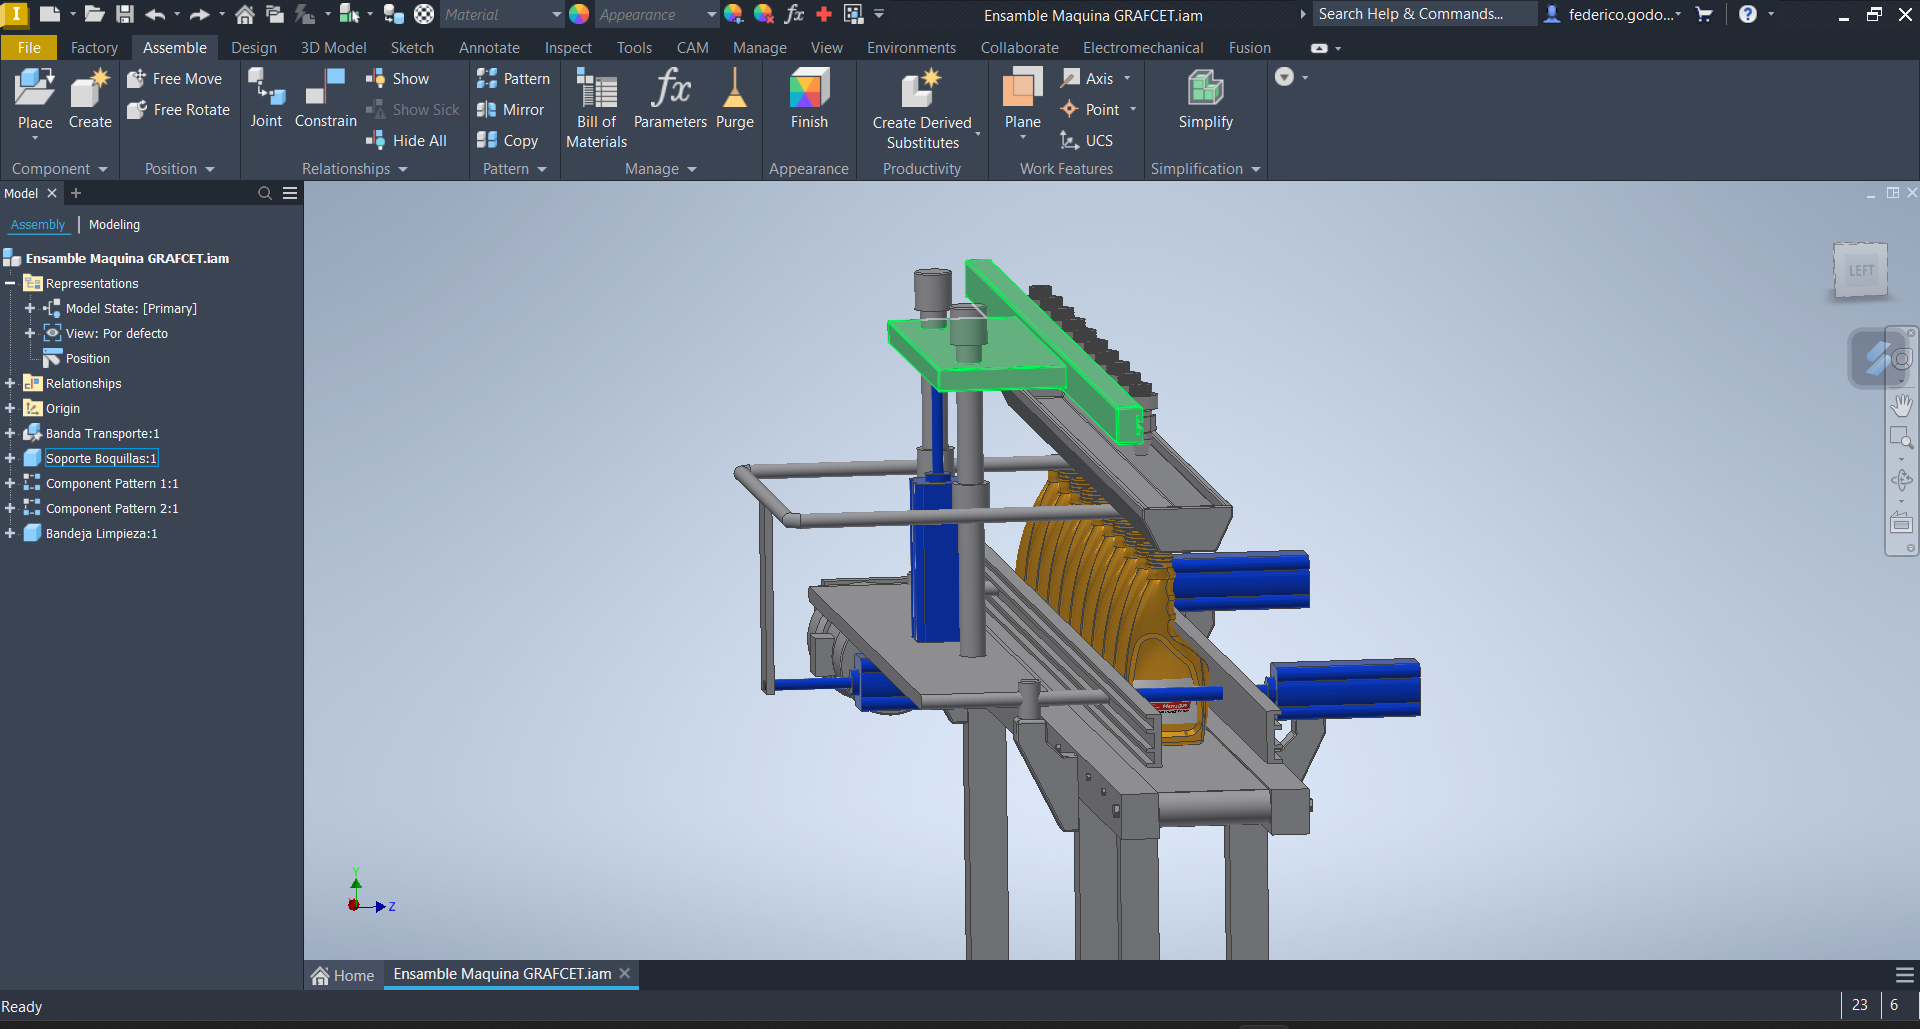 I
Material
Appearance
fx
Ensamble Maquina GRAFCET.iam
Search Help & Commands...
federico.godo...
?
File
Factory
Assemble
Design
3D Model
Sketch
Annotate
Inspect
Tools
CAM
Manage
View
Environments
Collaborate
Electromechanical
Fusion
Place
Create
Component
Free Move
Free Rotate
Position
Joint
Constrain
Show
Show Sick
Hide All
Relationships
Pattern
Mirror
Copy
Pattern
Bill of
Materials
fx
Parameters
Purge
Manage
Finish
Appearance
Create Derived
Substitutes
Productivity
Plane
Axis
Point
UCS
Work Features
Simplify
Simplification
Model
Assembly
Modeling
Ensamble Maquina GRAFCET.iam
Representations
Model State: [Primary]
View: Por defecto
Position
Relationships
Origin
Banda Transporte:1
Soporte Boquillas:1
Component Pattern 1:1
Component Pattern 2:1
Bandeja Limpieza:1
LEFT
Y
Z
Home
Ensamble Maquina GRAFCET.iam
Ready
23
6